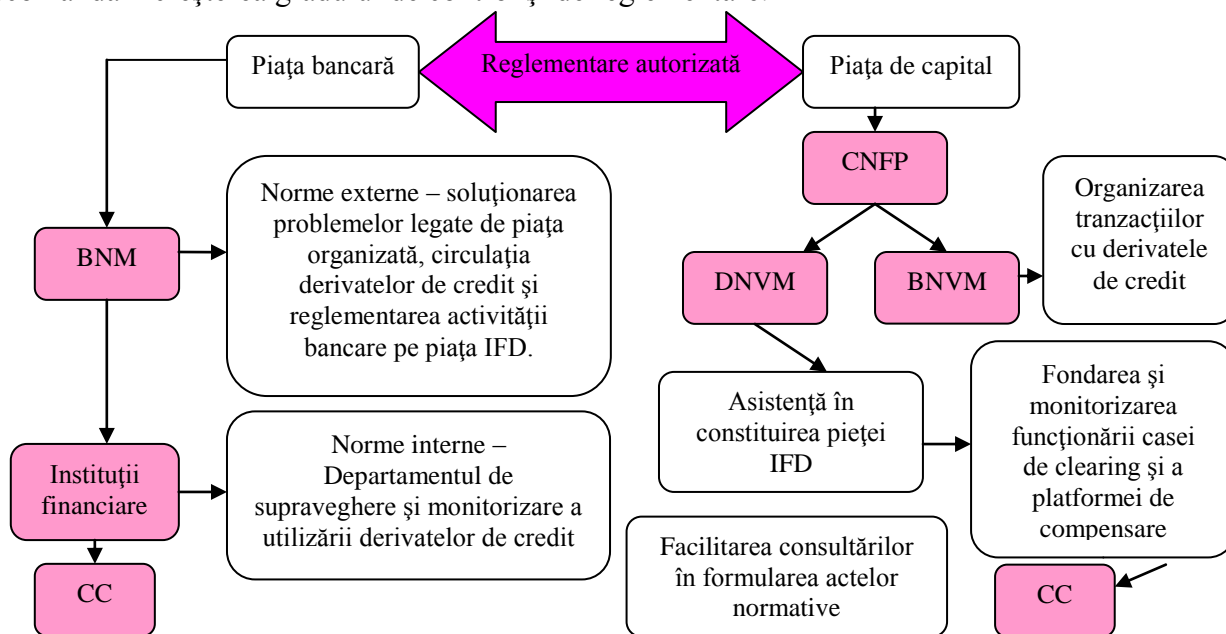 Piaţa bancară
Reglementare autorizată
Piaţa de capital
CNFP
Norme externe – soluţionarea
problemelor legate de piaţa
organizată, circulaţia
derivatelor de credit şi
reglementarea activităţii
bancare pe piaţa IFD.
BNM
DNVM
BNVM
Organizarea
tranzacţiilor
cu derivatele
de credit
Asistenţă în
constituirea pieţei
IFD
Fondarea şi
monitorizarea
funcţionării casei
de clearing şi a
platformei de
compensare
Instituţii
financiare
Norme interne –
Departamentul de
supraveghere şi monitorizare a
utilizării derivatelor de credit
Facilitarea consultărilor
în formularea actelor
normative
CC
CC